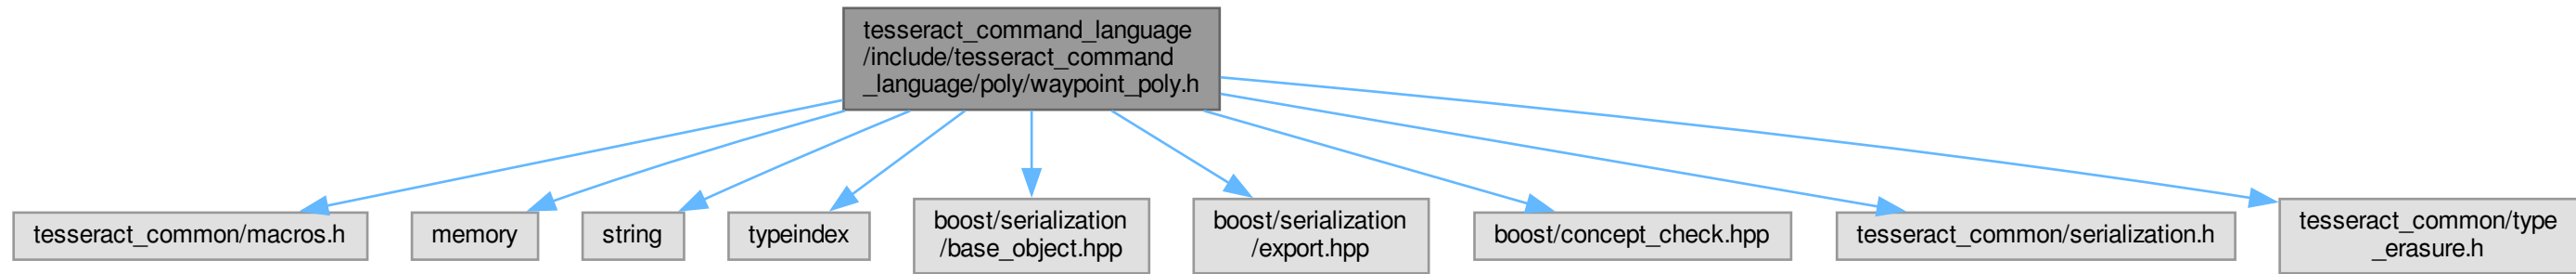 tesseract_command_language
/include/tesseract_command
_language/poly/waypoint_poly.h
tesseract_common/macros.h
memory
string
typeindex
boost/serialization
/base_object.hpp
boost/serialization
/export.hpp
boost/concept_check.hpp
tesseract_common/serialization.h
tesseract_common/type
_erasure.h